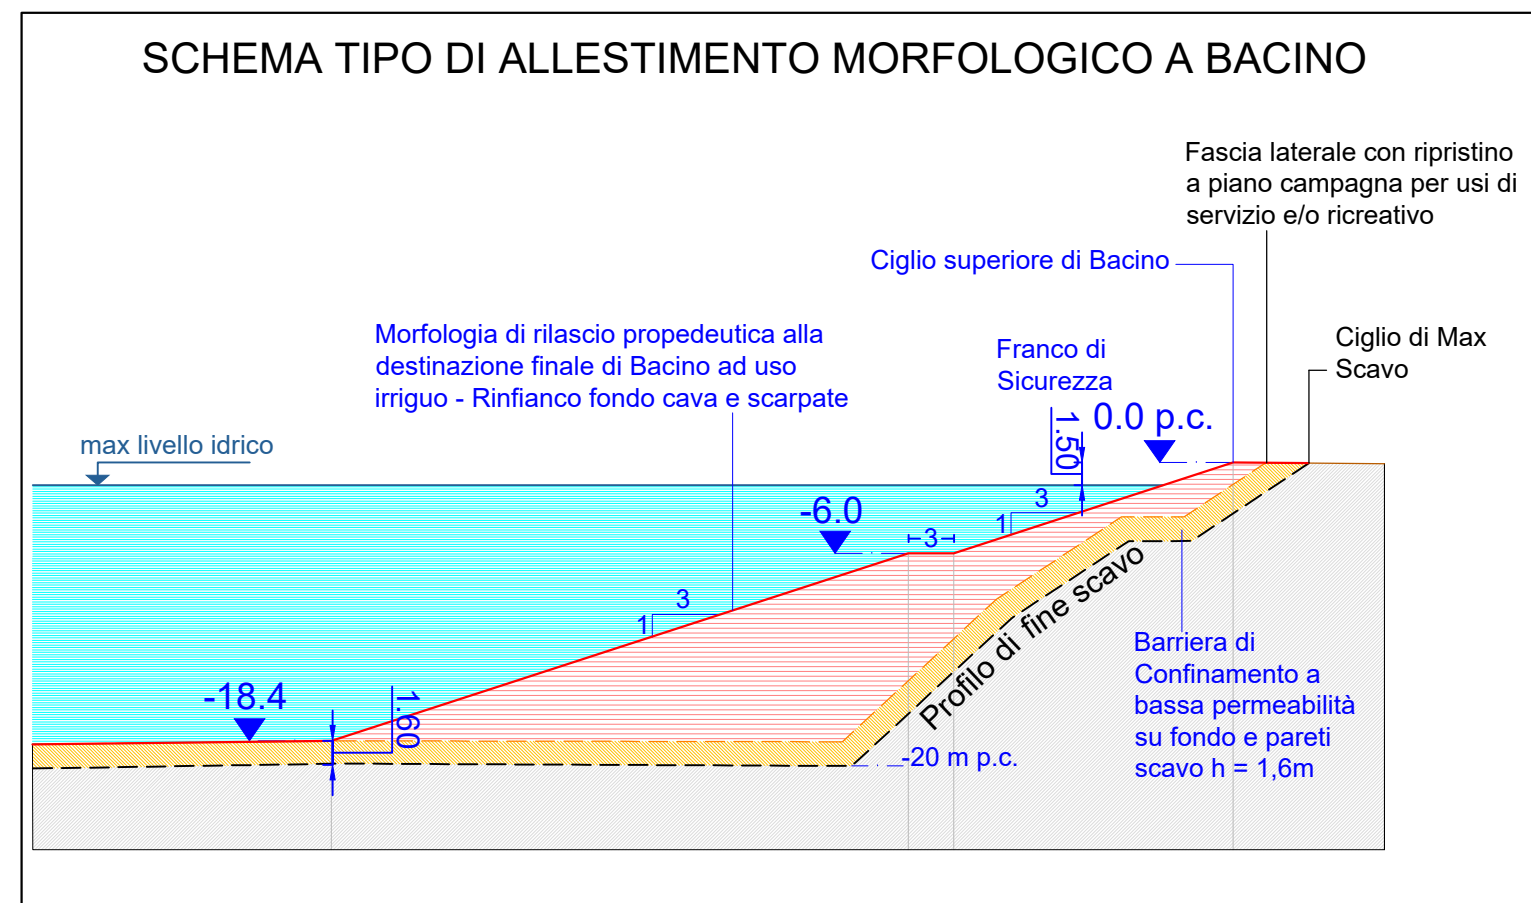 SCHEMA TIPO DI ALLESTIMENTO MORFOLOGICO A BACINO
Fascia laterale con ripristino
a piano campagna per usi di
servizio e/o ricreativo
Ciglio superiore di Bacino
Morfologia di rilascio propedeutica alla
destinazione finale di Bacino ad uso
irriguo - Rinfianco fondo cava e scarpate
Franco di
Sicurezza
Ciglio di Max
Scavo
1.50
0.0 p.c.
max livello idrico
-6.0
3
1
3
3
1
-18.4
1.60
Profilo di fine scavo
-20 m p.c.
Barriera di
Confinamento a
bassa permeabilità
su fondo e pareti
scavo h = 1,6m